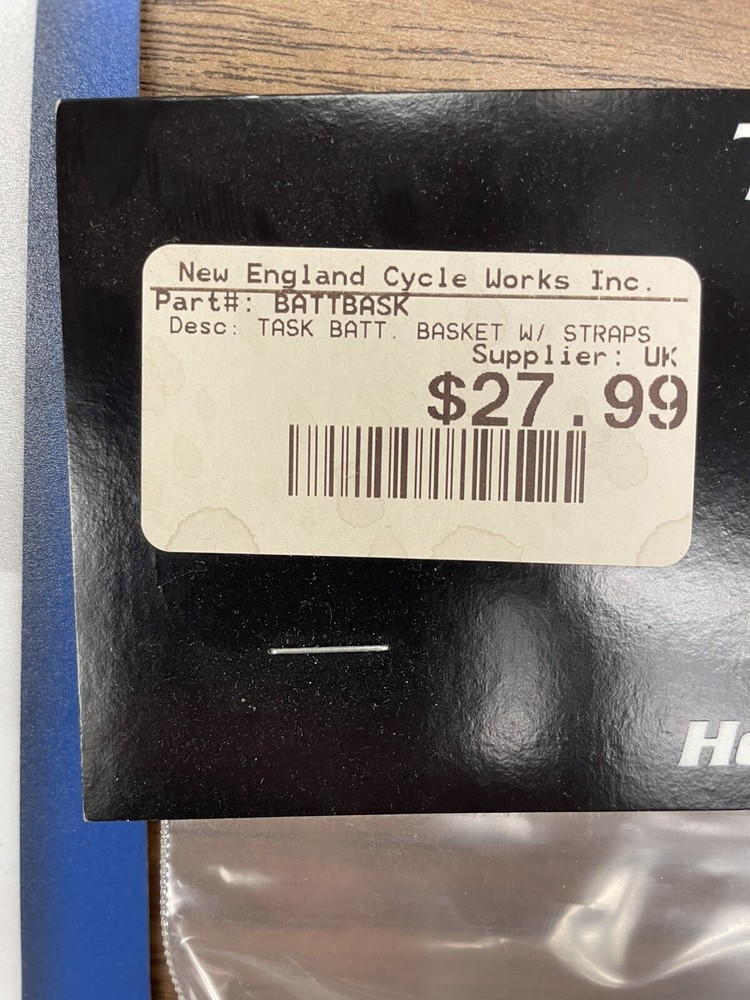 New England Cycle Works Inc.
Part#: BATTBASK
Desc: TASK BATT. BASKET W/ STRAPS
Supplier: UK
$27.99